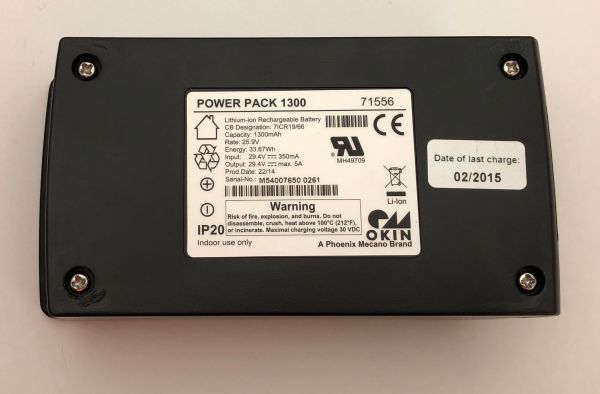 POWER PACK 1300 71556
Lithium-ion Rechargeable Battery
CB Designation: 7ICR19/66
Capacity: 1300mAh
Rate: 25.9V
Energy: 33.67Wh
Input: 29.4V 350mA
Output: 29.4V max. 5A
Prod.Date: 22/14
Serial-No.: M54007650 0261
CE
UR
MH49709
Li-Ion
Warning
Risk of fire, explosion, and burns. Do not
disassemble, crush, heat above 100°C (212°F),
or incinerate. Maximal charging voltage 30 VDC
IP20
Indoor use only
OKIN
A Phoenix Mecano Brand
Date of last charge:
02/2015